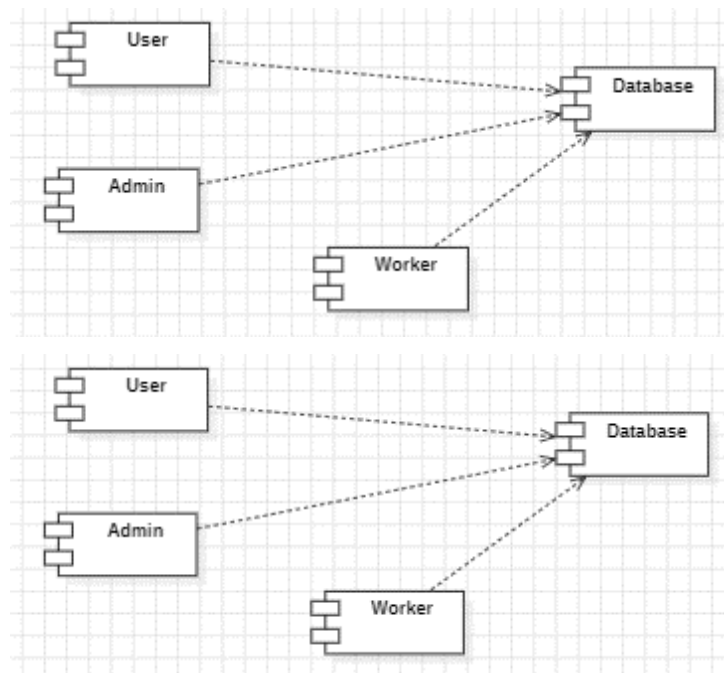 User
Database
Admin
Worker
User
Database
Admin
Worker